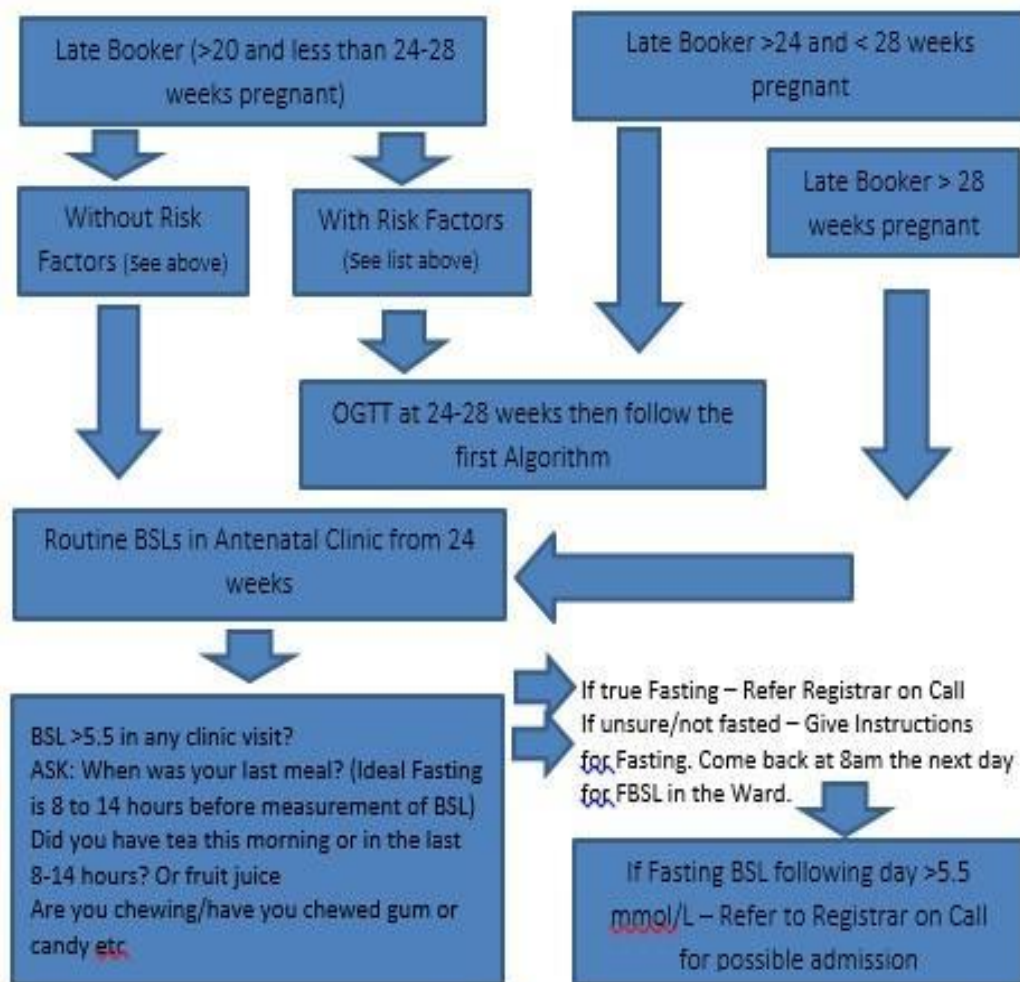 Late Booker (>20 and less than 24-28
weeks pregnant)
Late Booker >24 and < 28 weeks
pregnant
Without Risk
Factors (See above)
With Risk Factors
(See list above)
Late Booker > 28
weeks pregnant
OGTT at 24-28 weeks then follow the
first Algorithm
Routine BSLs in Antenatal Clinic from 24
weeks
BSL >5.5 in any clinic visit?
ASK: When was your last meal? (Ideal Fasting
is 8 to 14 hours before measurement of BSL)
Did you have tea this morning or in the last
8-14 hours? Or fruit juice
Are you chewing/have you chewed gum or
candy etc
If true Fasting – Refer Registrar on Call
If unsure/not fasted – Give Instructions
for Fasting. Come back at 8am the next day
for FBSL in the Ward.
If Fasting BSL following day >5.5
mmol/L – Refer to Registrar on Call
for possible admission